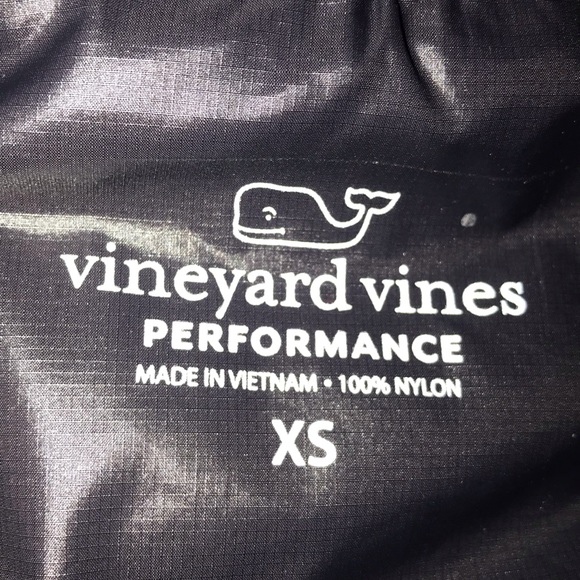 vineyard vines
PERFORMANCE
MADE IN VIETNAM • 100% NYLON
XS